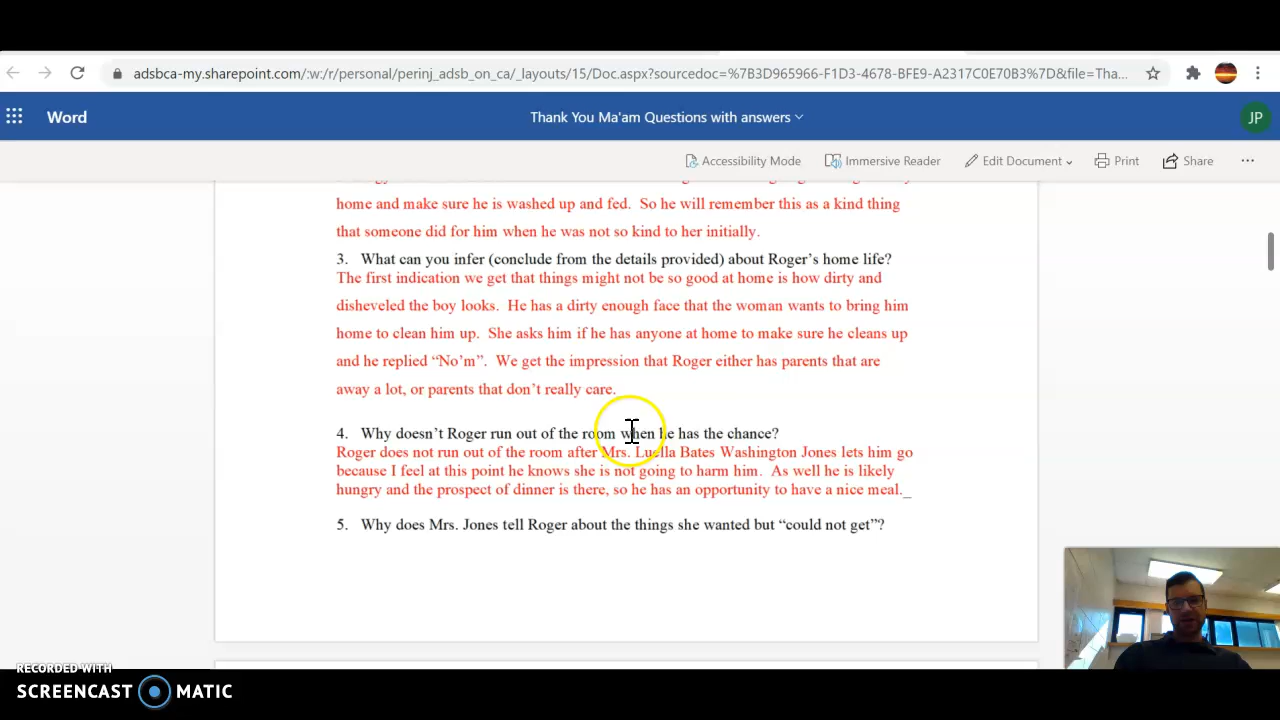 adsbca-my.sharepoint.com/:w:/r/personal/perinj_adsb_on_ca/_layouts/15/Doc.aspx?sourcedoc=%7B3D965966-F1D3-4678-BFE9-A2317C0E70B3%7D&file=Tha...
Word
Thank You Ma'am Questions with answers
JP
Accessibility Mode
Immersive Reader
Edit Document
Print
Share
home and make sure he is washed up and fed. So he will remember this as a kind thing
that someone did for him when he was not so kind to her initially.
3. What can you infer (conclude from the details provided) about Roger's home life?
The first indication we get that things might not be so good at home is how dirty and
disheveled the boy looks. He has a dirty enough face that the woman wants to bring him
home to clean him up. She asks him if he has anyone at home to make sure he cleans up
and he replied “No’m”. We get the impression that Roger either has parents that are
away a lot, or parents that don’t really care.
4. Why doesn’t Roger run out of the room when he has the chance?
Roger does not run out of the room after Mrs. Luella Bates Washington Jones lets him go
because I feel at this point he knows she is not going to harm him. As well he is likely
hungry and the prospect of dinner is there, so he has an opportunity to have a nice meal._
5. Why does Mrs. Jones tell Roger about the things she wanted but “could not get”?
RECORDED WITH
SCREENCAST MATIC